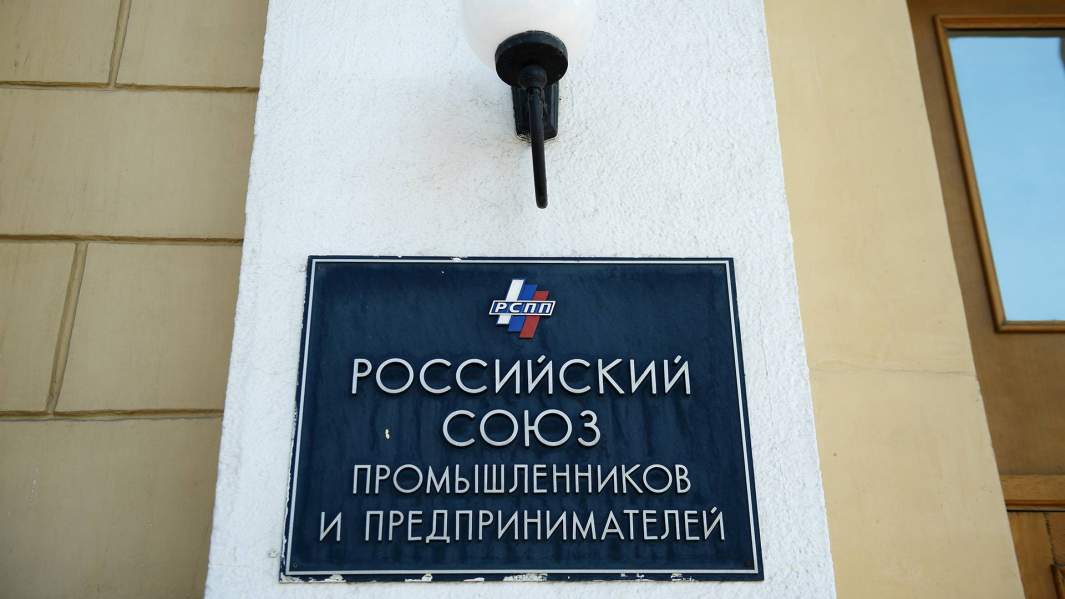 РСПП
РОССИЙСКИЙ
СОЮЗ
ПРОМЫШЛЕННИКОВ
И ПРЕДПРИНИМАТЕЛЕЙ